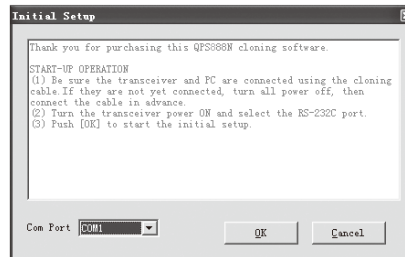 Initial Setup
Thank you for purchasing this QPS888N cloning software.
START-UP OPERATION
(1) Be sure the transceiver and PC are connected using the cloning
cable.If they are not yet connected, turn all power off, then
connect the cable in advance.
(2) Turn the transceiver power ON and select the RS-232C port.
(3) Push [OK] to start the initial setup.
Com Port COM1 OK Cancel